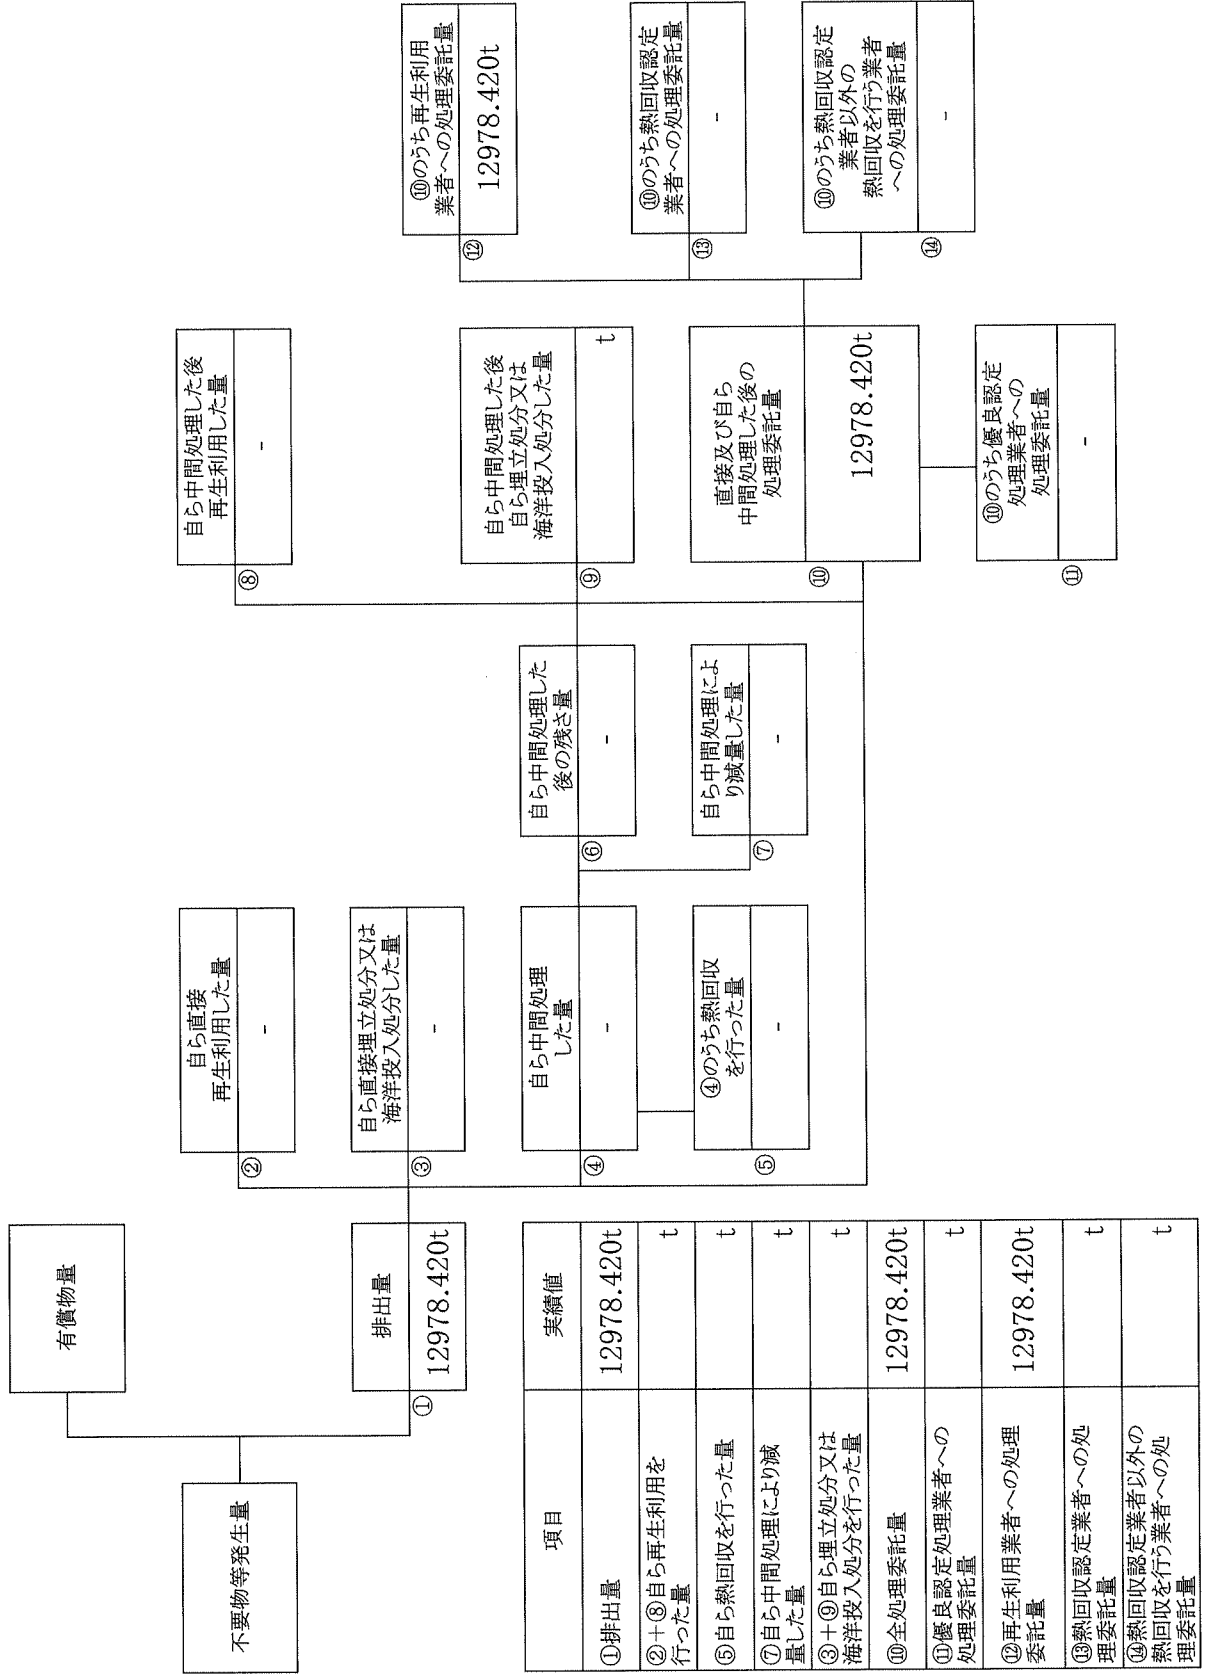 不要物等発生量
有償物量
排出量
①
12978.420t
自ら直接
再生利用した量
②
-
自ら直接埋立処分又は
海洋投入処分した量
③
-
自ら中間処理
した量
④
-
④のうち熱回収
を行った量
⑤
-
自ら中間処理した
後の残さ量
⑥
-
自ら中間処理によ
り減量した量
⑦
-
自ら中間処理した後
再生利用した量
⑧
-
自ら中間処理した後
自ら埋立処分又は
海洋投入処分した量
⑨
t
直接及び自ら
中間処理した後の
処理委託量
⑩
12978.420t
⑩のうち優良認定
処理業者への
処理委託量
⑪
-
⑩のうち再生利用
業者への処理委託量
⑫
12978.420t
⑩のうち熱回収認定
業者への処理委託量
⑬
-
⑩のうち熱回収認定
業者以外の
熱回収を行う業者
への処理委託量
⑭
-
項目 実績値
①排出量 12978.420t
②＋⑧自ら再生利用を
行った量 t
⑤自ら熱回収を行った量 t
⑦自ら中間処理により減
量した量 t
③＋⑨自ら埋立処分又は
海洋投入処分を行った量 t
⑩全処理委託量 12978.420t
⑪優良認定処理業者への
処理委託量 t
⑫再生利用業者への処理
委託量 12978.420t
⑬熱回収認定業者への処
理委託量 t
⑭熱回収認定業者以外の
熱回収を行う業者への処
理委託量 t